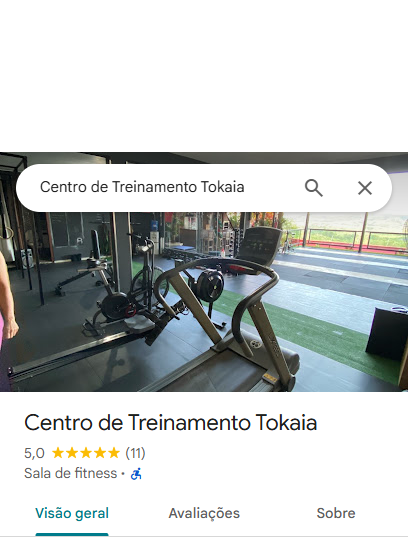 Centro de Treinamento Tokaia
Centro de Treinamento Tokaia
5,0 (11)
Sala de fitness ·
Visão geral Avaliações Sobre